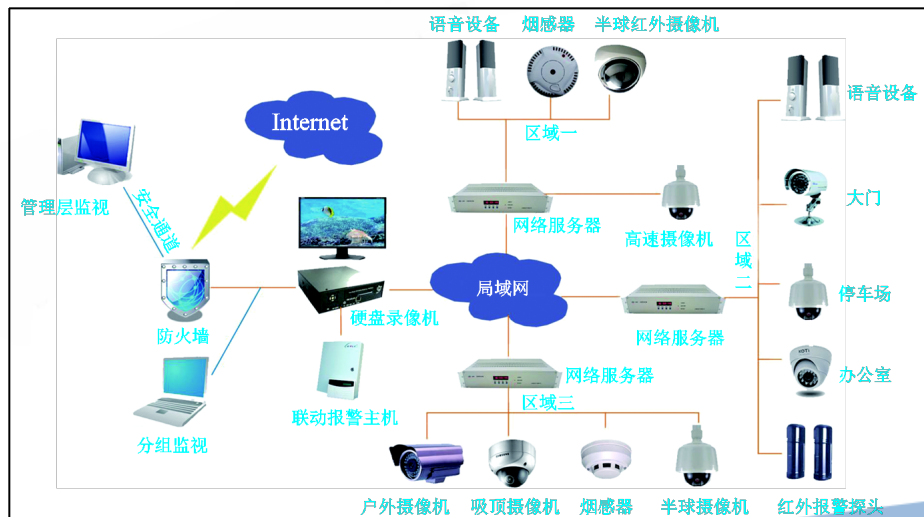 语音设备
烟感器
半球红外摄像机
语音设备
Internet
区域一
管理层监视
安全通道
网络服务器
高速摄像机
大门
区域二
局域网
停车场
防火墙
硬盘录像机
网络服务器
网络服务器
办公室
区域三
联动报警主机
分组监视
户外摄像机
吸顶摄像机
烟感器
半球摄像机
红外报警探头